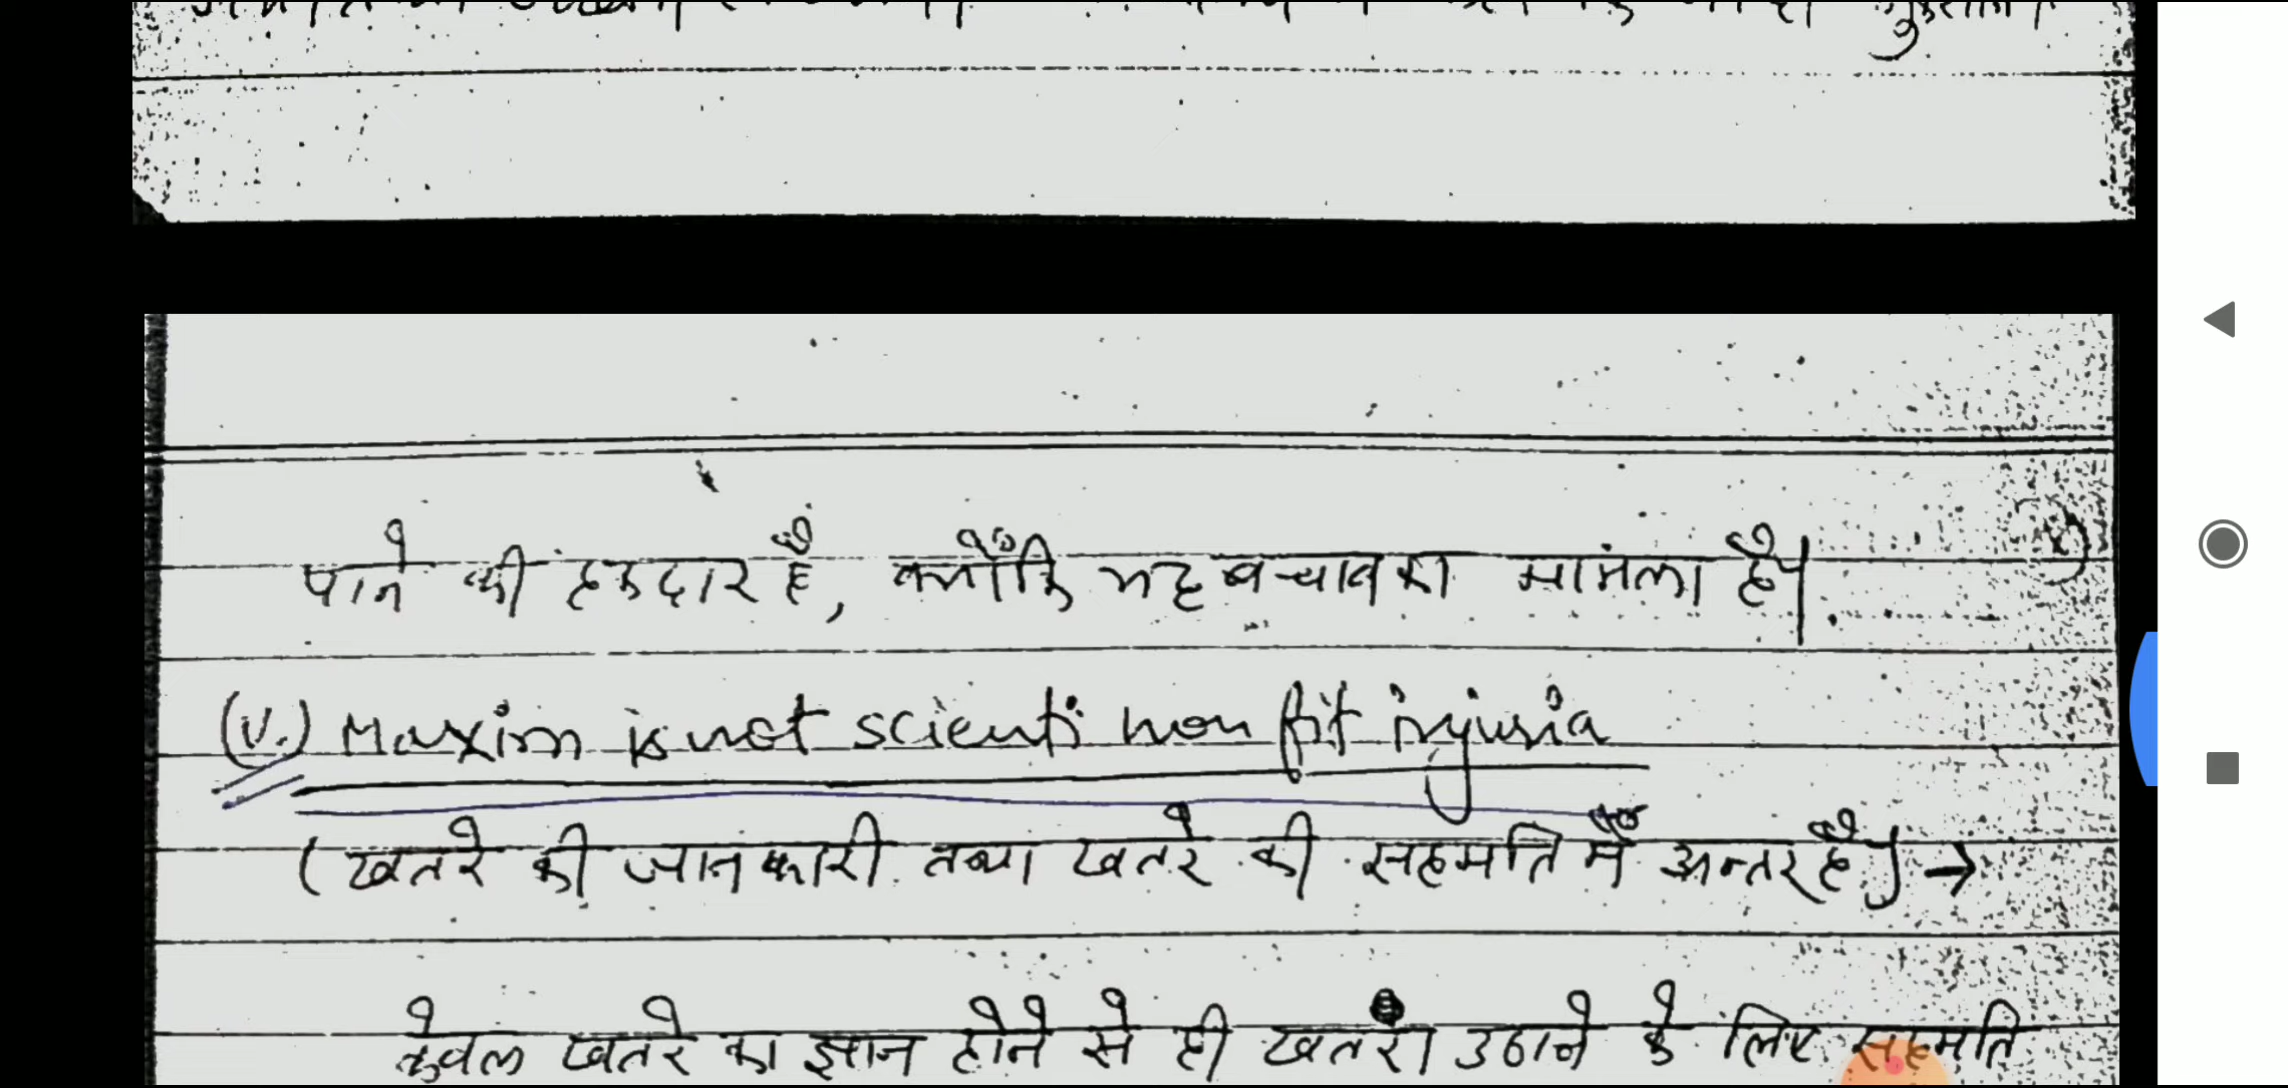 पाने की हकदार है, क्योंकि यह बचाव का मामला है।
(V.) Maxim is not scienti non fit injuria
(खतरे की जानकारी तथा खतरे की सहमति में अन्तर है।) →
केवल खतरे का ज्ञान होने से ही खतरा उठाने के लिए सहमति